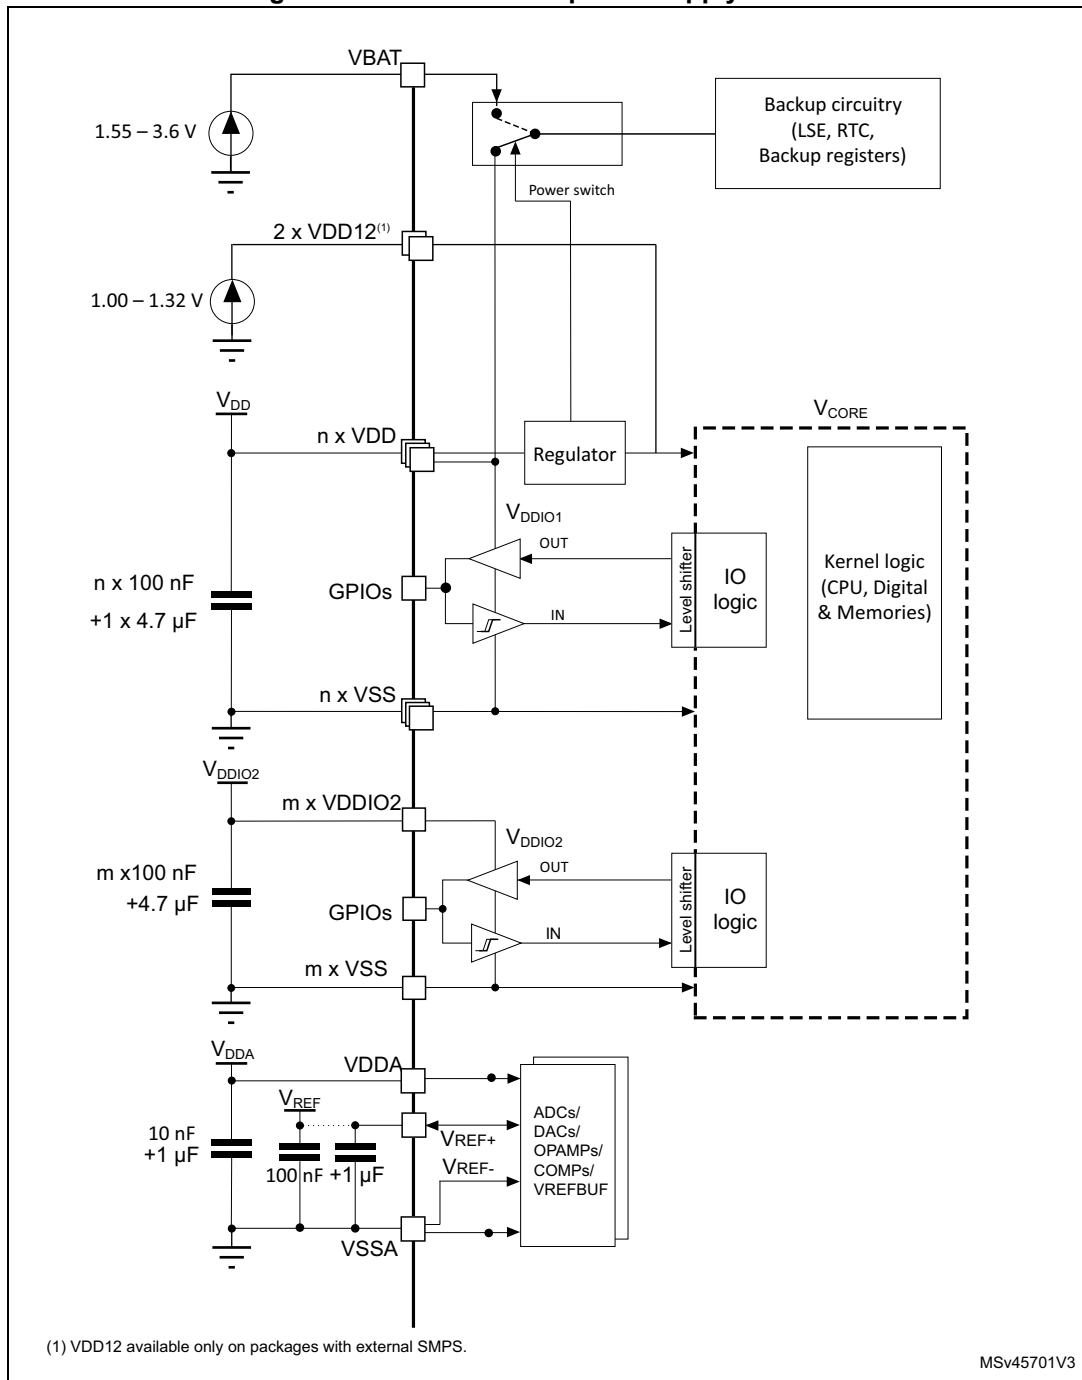 VBAT
1.55 – 3.6 V
Backup circuitry
(LSE, RTC,
Backup registers)
Power switch
2 x VDD12(1)
1.00 – 1.32 V
VDD
n x VDD
Regulator
VCORE
VDDIO1
OUT
n x 100 nF
+1 x 4.7 µF
GPIOs
IN
Level shifter
IO
logic
Kernel logic
(CPU, Digital
& Memories)
n x VSS
VDDIO2
m x VDDIO2
VDDIO2
OUT
m x100 nF
+4.7 µF
GPIOs
IN
Level shifter
IO
logic
m x VSS
VDDA
VDDA
VREF
10 nF
+1 µF
100 nF
+1 µF
VREF+
VREF-
ADCs/
DACs/
OPAMPs/
COMPs/
VREFBUF
VSSA
(1) VDD12 available only on packages with external SMPS.
MSv45701V3